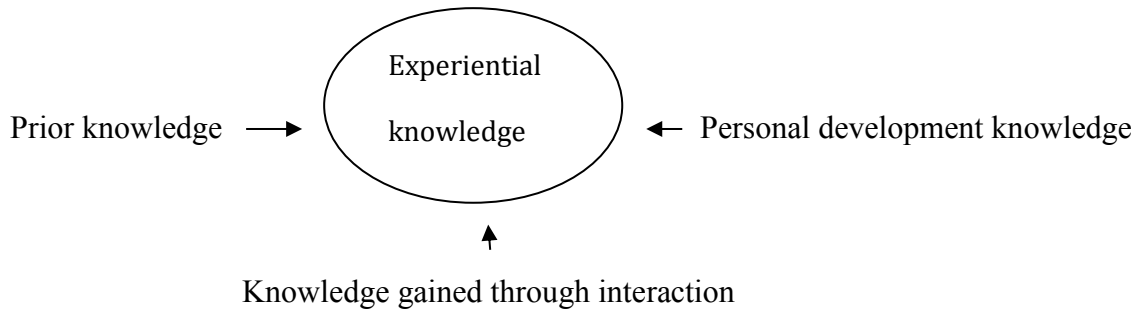 Experiential
knowledge
Prior knowledge
Personal development knowledge
Knowledge gained through interaction